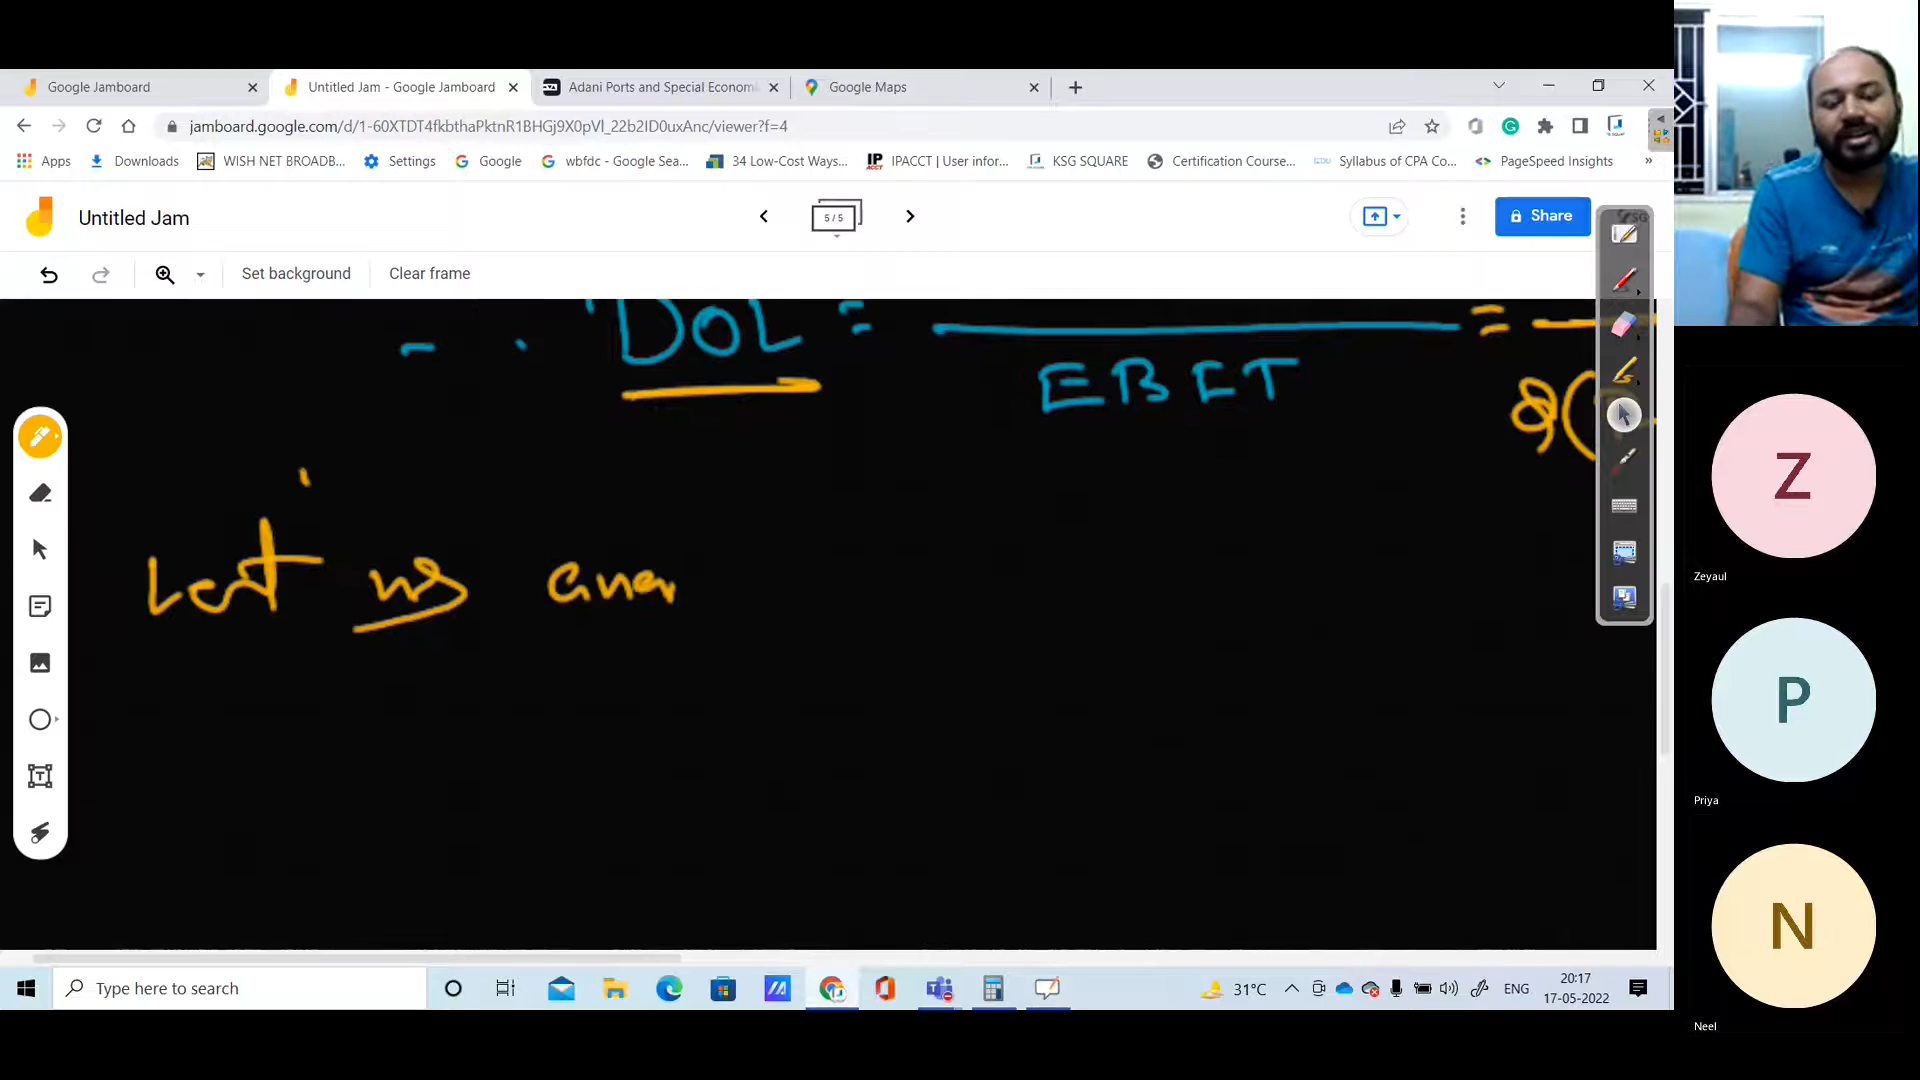 Google Jamboard
Untitled Jam - Google Jamboard
Adani Ports and Special Econom
Google Maps
jamboard.google.com/d/1-60XTDT4fkbthaPktnR1BHGj9X0pVl_22b2ID0uxAnc/viewer?f=4
Apps
Downloads
WISH NET BROADB...
Settings
Google
wbfdc - Google Sea...
34 Low-Cost Ways...
IP IPACCT IPACCT | User infor...
KSG SQUARE
Certification Course...
Syllabus of CPA Co...
PageSpeed Insights
»
Untitled Jam
5 / 5
Share
Set background
Clear frame
DOL =
=
EBIT
Let us
Z
Zeyaul
P
Priya
N
Neel
Type here to search
31°C
ENG
20:17
17-05-2022